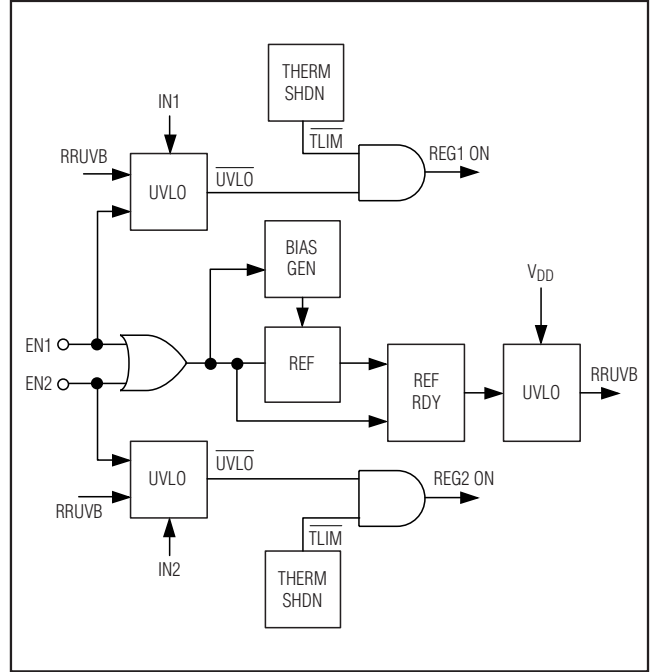 THERM
SHDN
IN1
TLIM
REG1 ON
RRUVB
UVLO
UVLO
BIAS
GEN
VDD
EN1
REF
REF
RDY
UVLO
RRUVB
EN2
UVLO
UVLO
REG2 ON
RRUVB
TLIM
IN2
THERM
SHDN